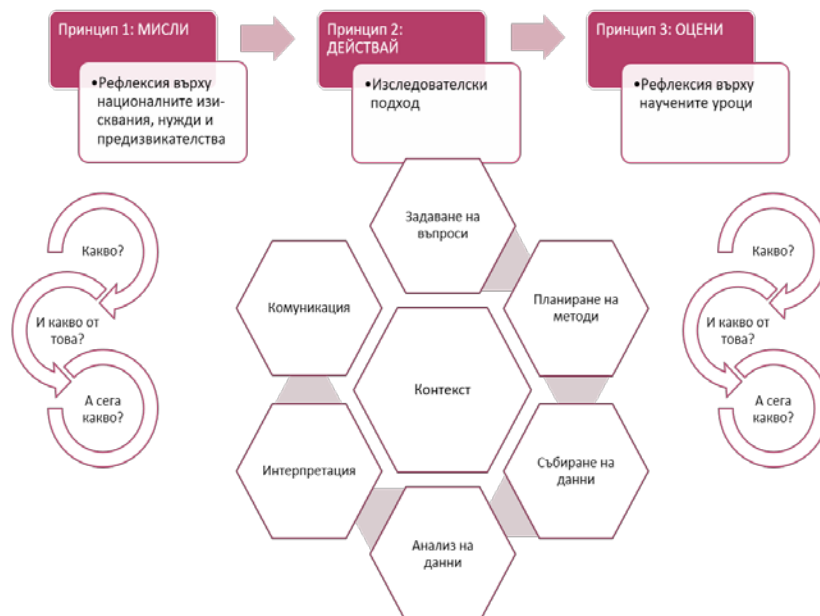 Принцип 1: МИСЛИ
•Рефлексия върху
националните изи-
сквания, нужди и
предизвикателства
Принцип 2:
ДЕЙСТВАЙ
•Изследователски
подход
Принцип 3: ОЦЕНИ
•Рефлексия върху
научените уроци
Какво?
И какво от
това?
А сега
какво?
Задаване на
въпроси
Планиране на
методи
Събиране на
данни
Анализ на
данни
Интерпретация
Комуникация
Контекст
Какво?
И какво от
това?
А сега
какво?